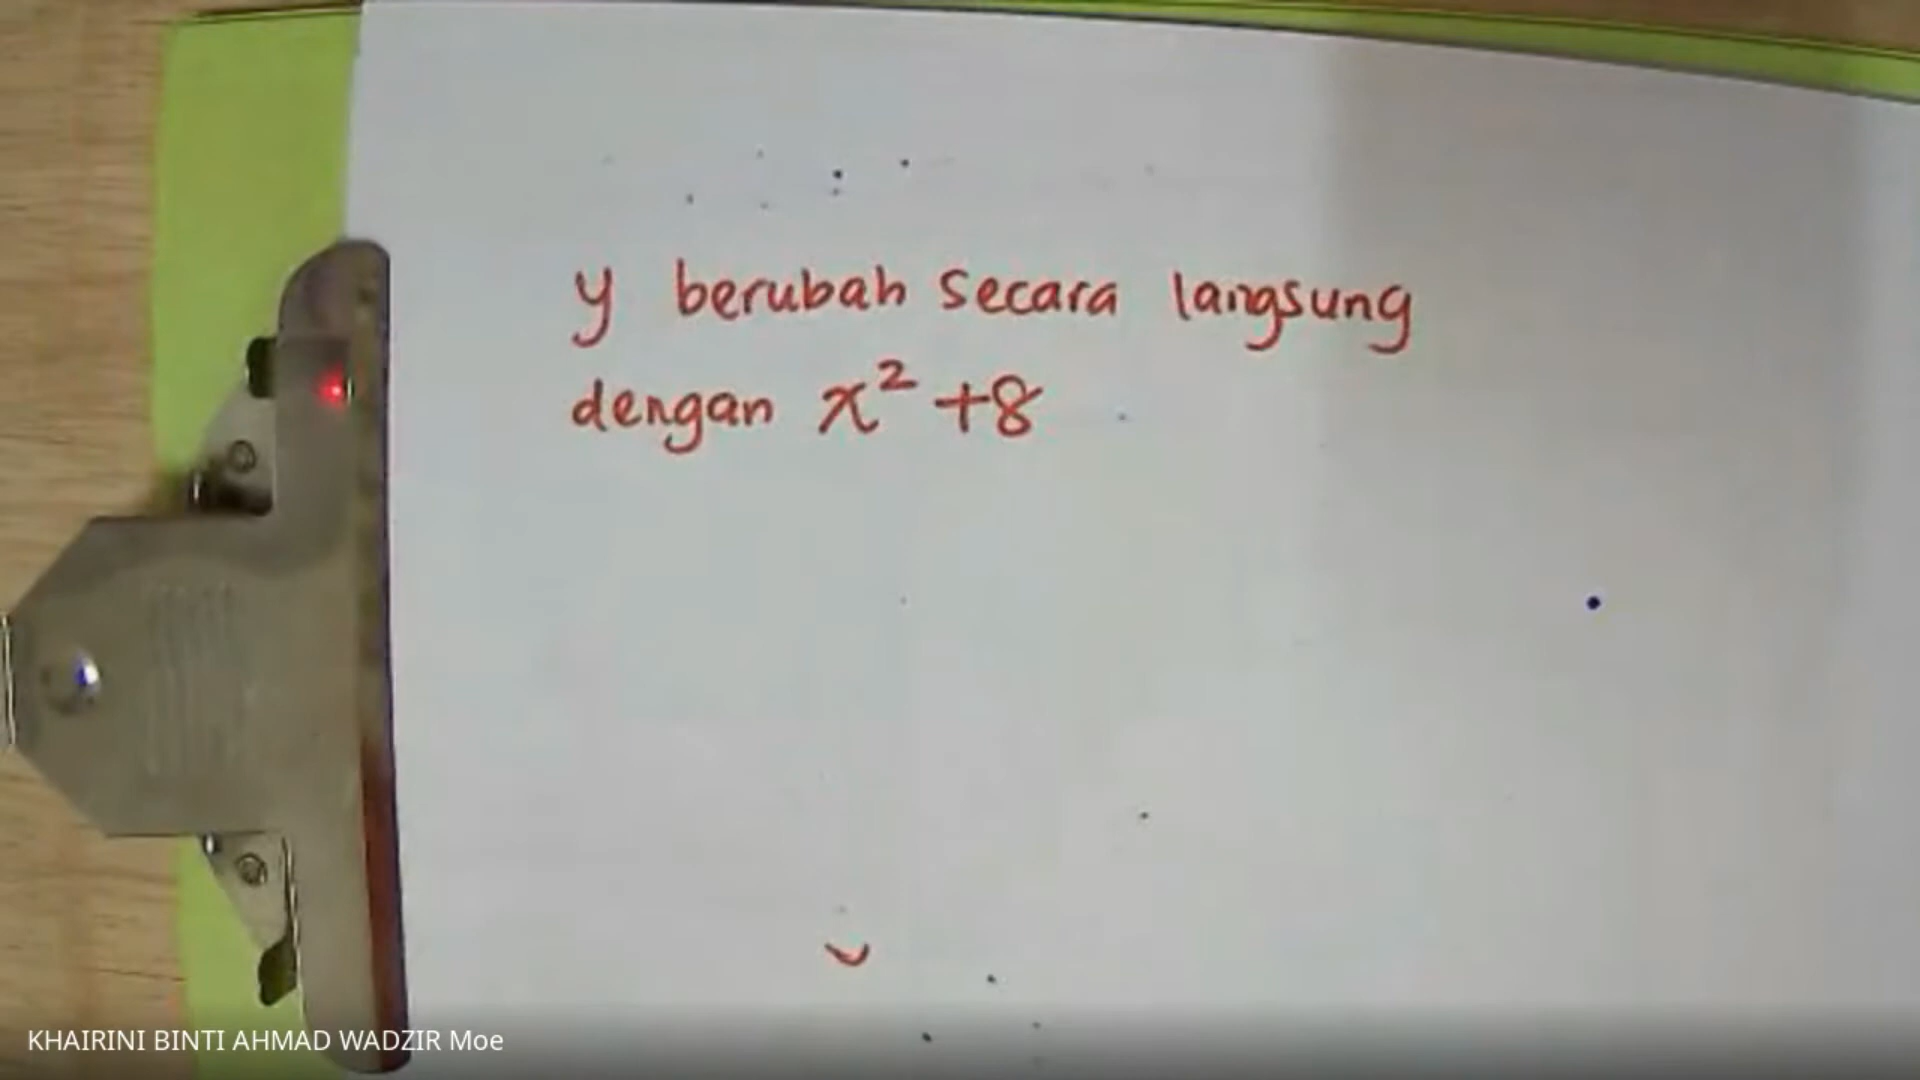 y berubah secara langsung
dengan x² +8
KHAIRINI BINTI AHMAD WADZIR Moe